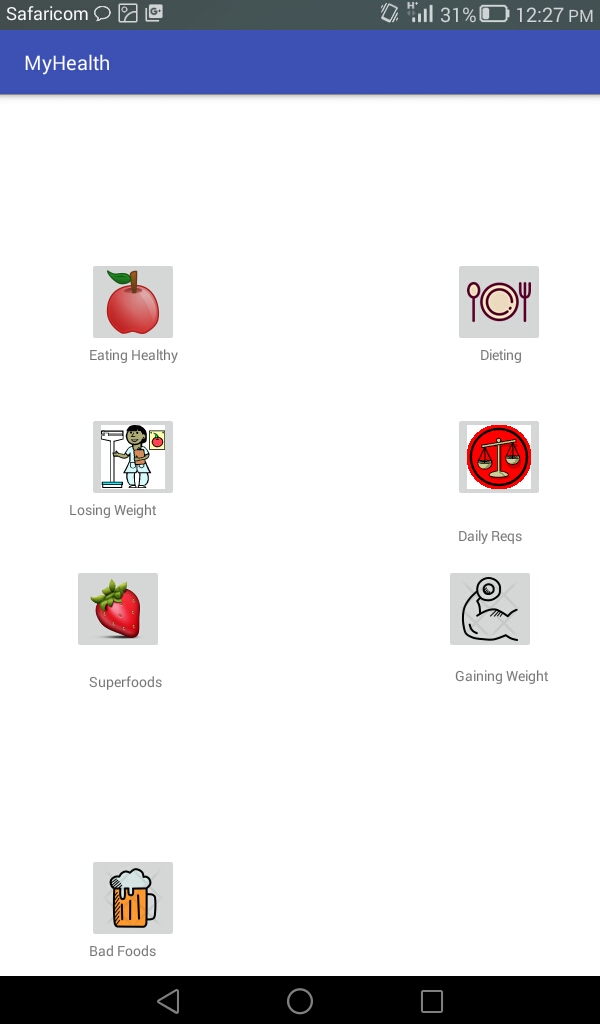 Safaricom 31% 12:27 PM
MyHealth
Eating Healthy Dieting
Losing Weight
Daily Reqs
Gaining Weight
Superfoods
Bad Foods